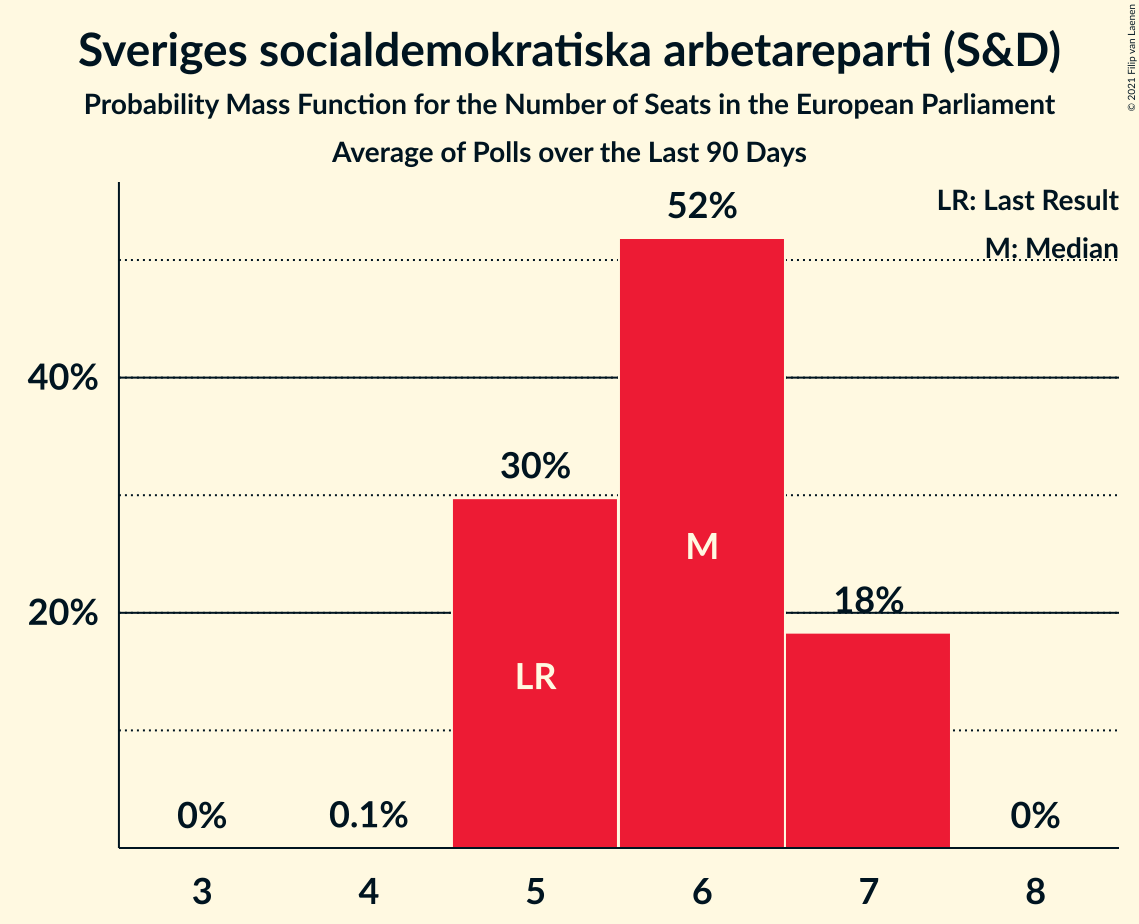 Sveriges socialdemokratiska arbetareparti (S&D)
Probability Mass Function for the Number of Seats in the European Parliament
Average of Polls over the Last 90 Days
© 2021 Filip van Laenen
LR: Last Result
M: Median
52%
40%
30%
M
20%
18%
LR
0%
0.1%
0%
3 4 5 6 7 8